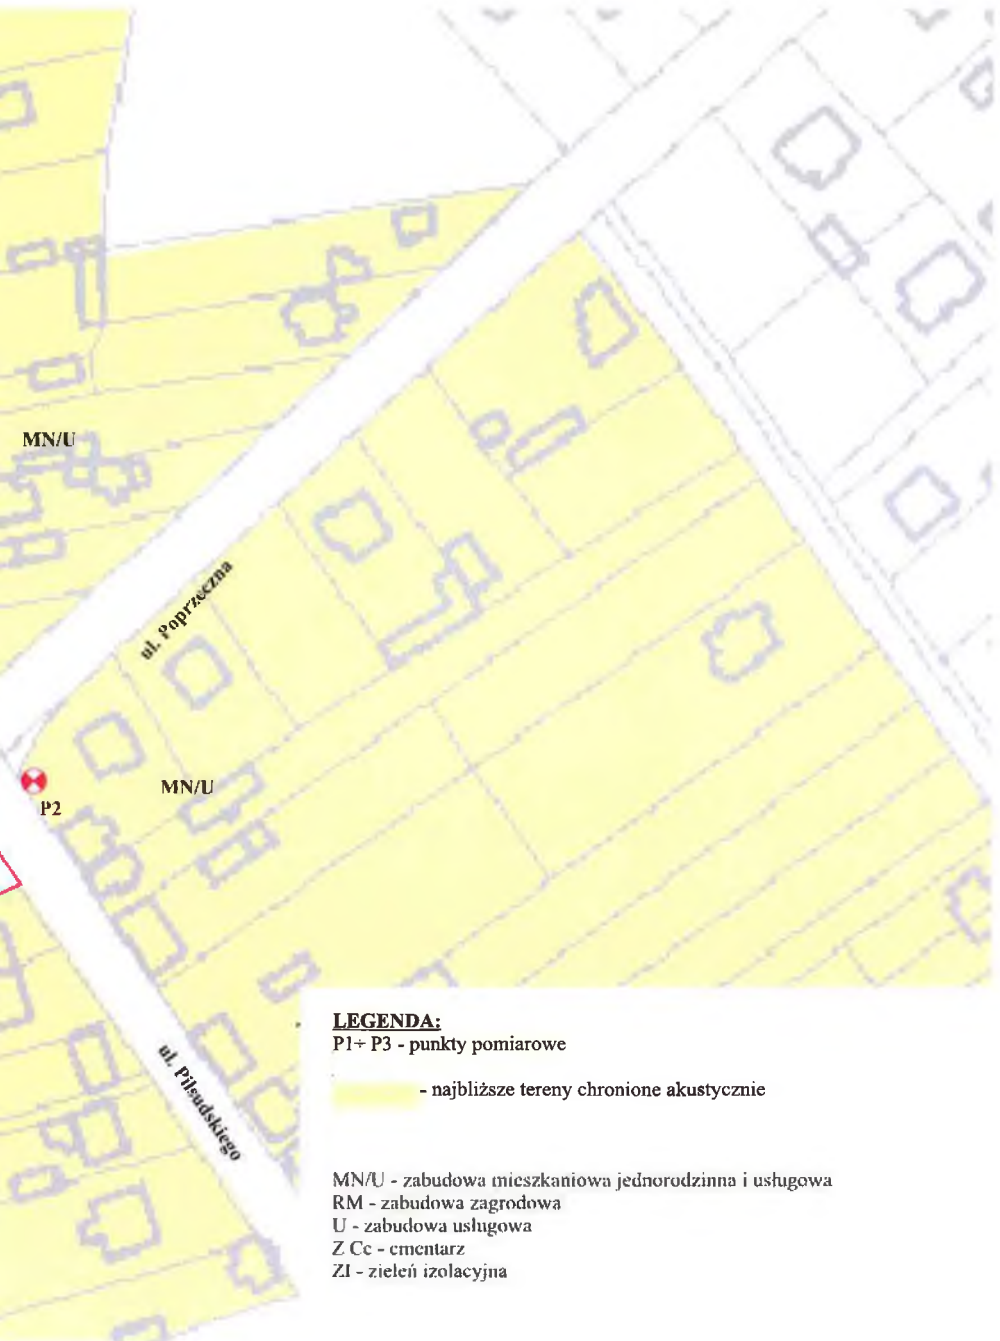 MN/U
ul. Poprzeczna
MN/U
P2
ul. Piłsudskiego
LEGENDA:
P1÷ P3 - punkty pomiarowe
- najbliższe tereny chronione akustycznie
MN/U - zabudowa mieszkaniowa jednorodzinna i usługowa
RM - zabudowa zagrodowa
U - zabudowa usługowa
Z Cc - cmentarz
ZI - zieleń izolacyjna